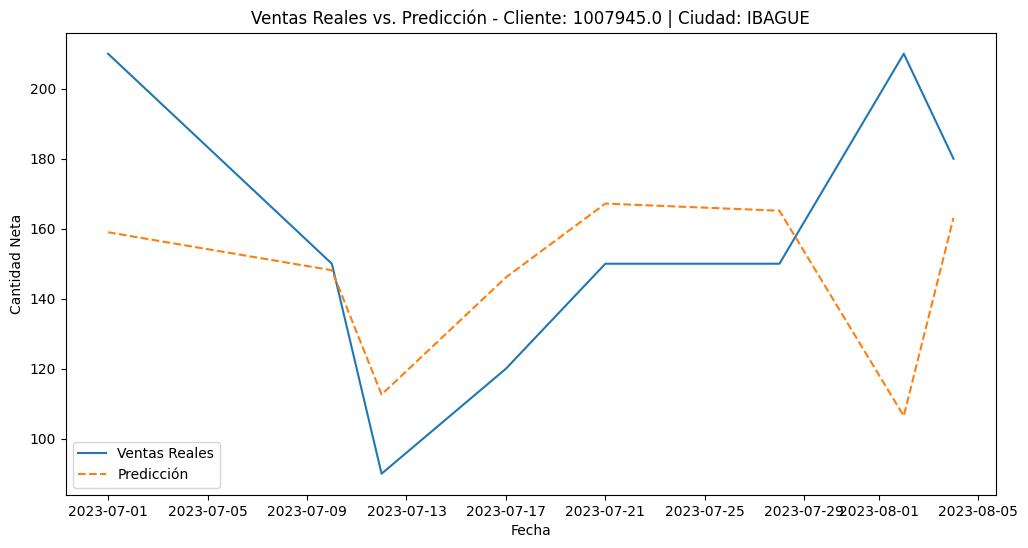 Ventas Reales vs. Predicción - Cliente: 1007945.0 | Ciudad: IBAGUE
Cantidad Neta
200
180
160
140
120
100
Ventas Reales
Predicción
2023-07-01 2023-07-05 2023-07-09 2023-07-13 2023-07-17 2023-07-21 2023-07-25 2023-07-29 2023-08-01 2023-08-05
Fecha